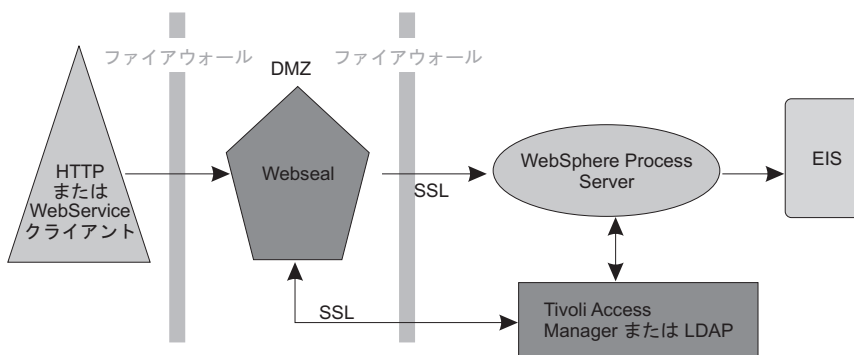 ファイアウォール
ファイアウォール
DMZ
HTTP
または
WebService
クライアント
Webseal
SSL
WebSphere Process
Server
EIS
SSL
Tivoli Access
Manager または LDAP